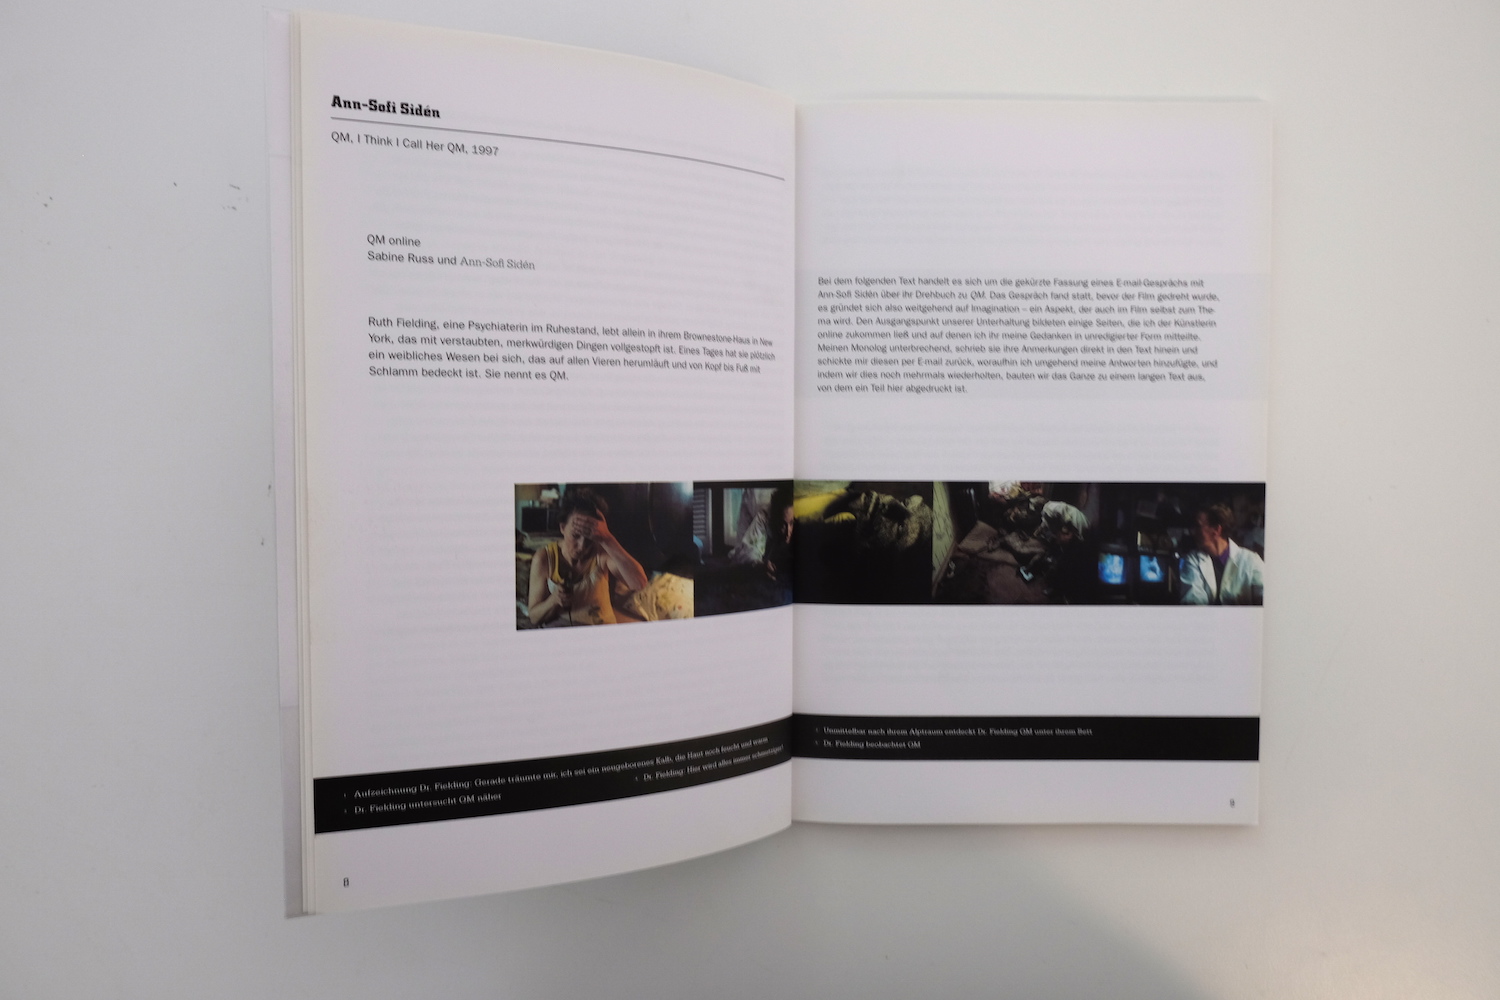 Ann-Sofi Sidén
QM, I Think I Call Her QM, 1997
QM online
Sabine Russ und Ann-Sofi Sidén
Ruth Fielding, eine Psychiaterin im Ruhestand, lebt allein in ihrem Brownestone-Haus in New
York, das mit verstaubten, merkwürdigen Dingen vollgestopft ist. Eines Tages hat sie plötzlich
ein weibliches Wesen bei sich, das auf allen Vieren herumläuft und von Kopf bis Fuß mit
Schlamm bedeckt ist. Sie nennt es QM.
‹ Aufzeichnung Dr. Fielding: Gerade träumte mir, ich sei ein neugeborenes Kalb, die Haut noch feucht und warm
‹ Dr. Fielding untersucht QM näher
‹ Dr. Fielding: Hier wird alles immer schmutziger!
8
Bei dem folgenden Text handelt es sich um die gekürzte Fassung eines E-mail-Gesprächs mit
Ann-Sofi Sidén über ihr Drehbuch zu QM. Das Gespräch fand statt, bevor der Film gedreht wurde,
es gründet sich also weitgehend auf Imagination – ein Aspekt, der auch im Film selbst zum The-
ma wird. Den Ausgangspunkt unserer Unterhaltung bildeten einige Seiten, die ich der Künstlerin
online zukommen ließ und auf denen ich ihr meine Gedanken in unredigierter Form mitteilte.
Meinen Monolog unterbrechend, schrieb sie ihre Anmerkungen direkt in den Text hinein und
schickte mir diesen per E-mail zurück, woraufhin ich umgehend meine Antworten hinzufügte, und
indem wir dies noch mehrmals wiederholten, bauten wir das Ganze zu einem langen Text aus,
von dem ein Teil hier abgedruckt ist.
‹ Unmittelbar nach ihrem Alptraum entdeckt Dr. Fielding QM unter ihrem Bett
‹ Dr. Fielding beobachtet QM
9